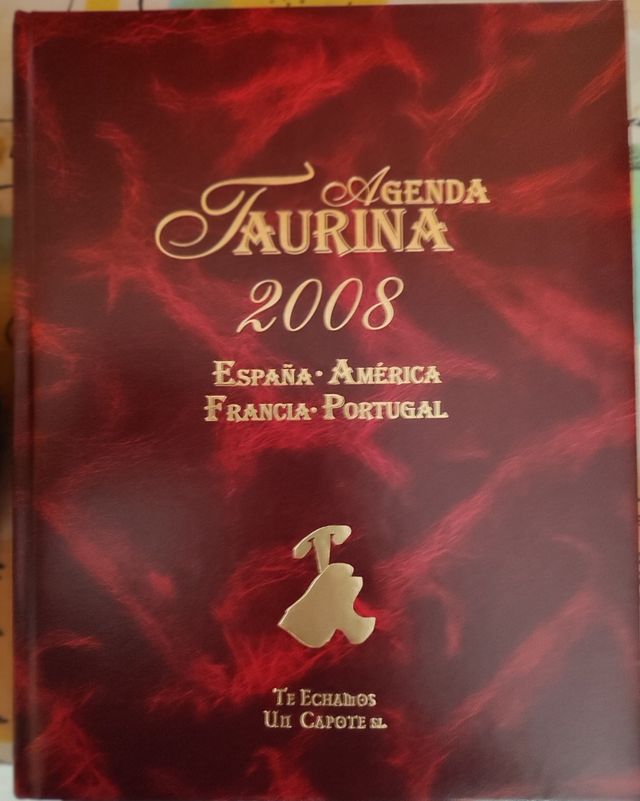 AGENDA
TAURINA
2008
ESPAÑA · AMÉRICA
FRANCIA · PORTUGAL
TE ECHAMOS
UN CAPOTE SL.